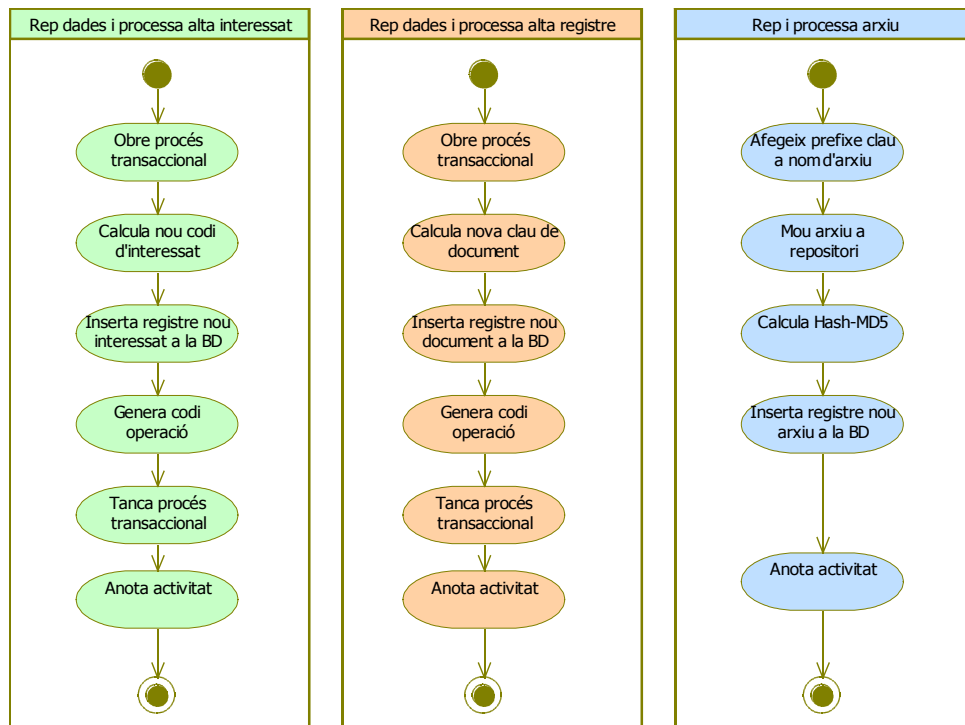 Rep dades i processa alta interessat
Obre procés
transaccional
Calcula nou codi
d'interessat
Inserta registre nou
interessat a la BD
Genera codi
operació
Tanca procés
transaccional
Anota activitat
Rep dades i processa alta registre
Obre procés
transaccional
Calcula nova clau de
document
Inserta registre nou
document a la BD
Genera codi
operació
Tanca procés
transaccional
Anota activitat
Rep i processa arxiu
Afegeix prefixe clau
a nom d'arxiu
Mou arxiu a
repositori
Calcula Hash-MD5
Inserta registre nou
arxiu a la BD
Anota activitat